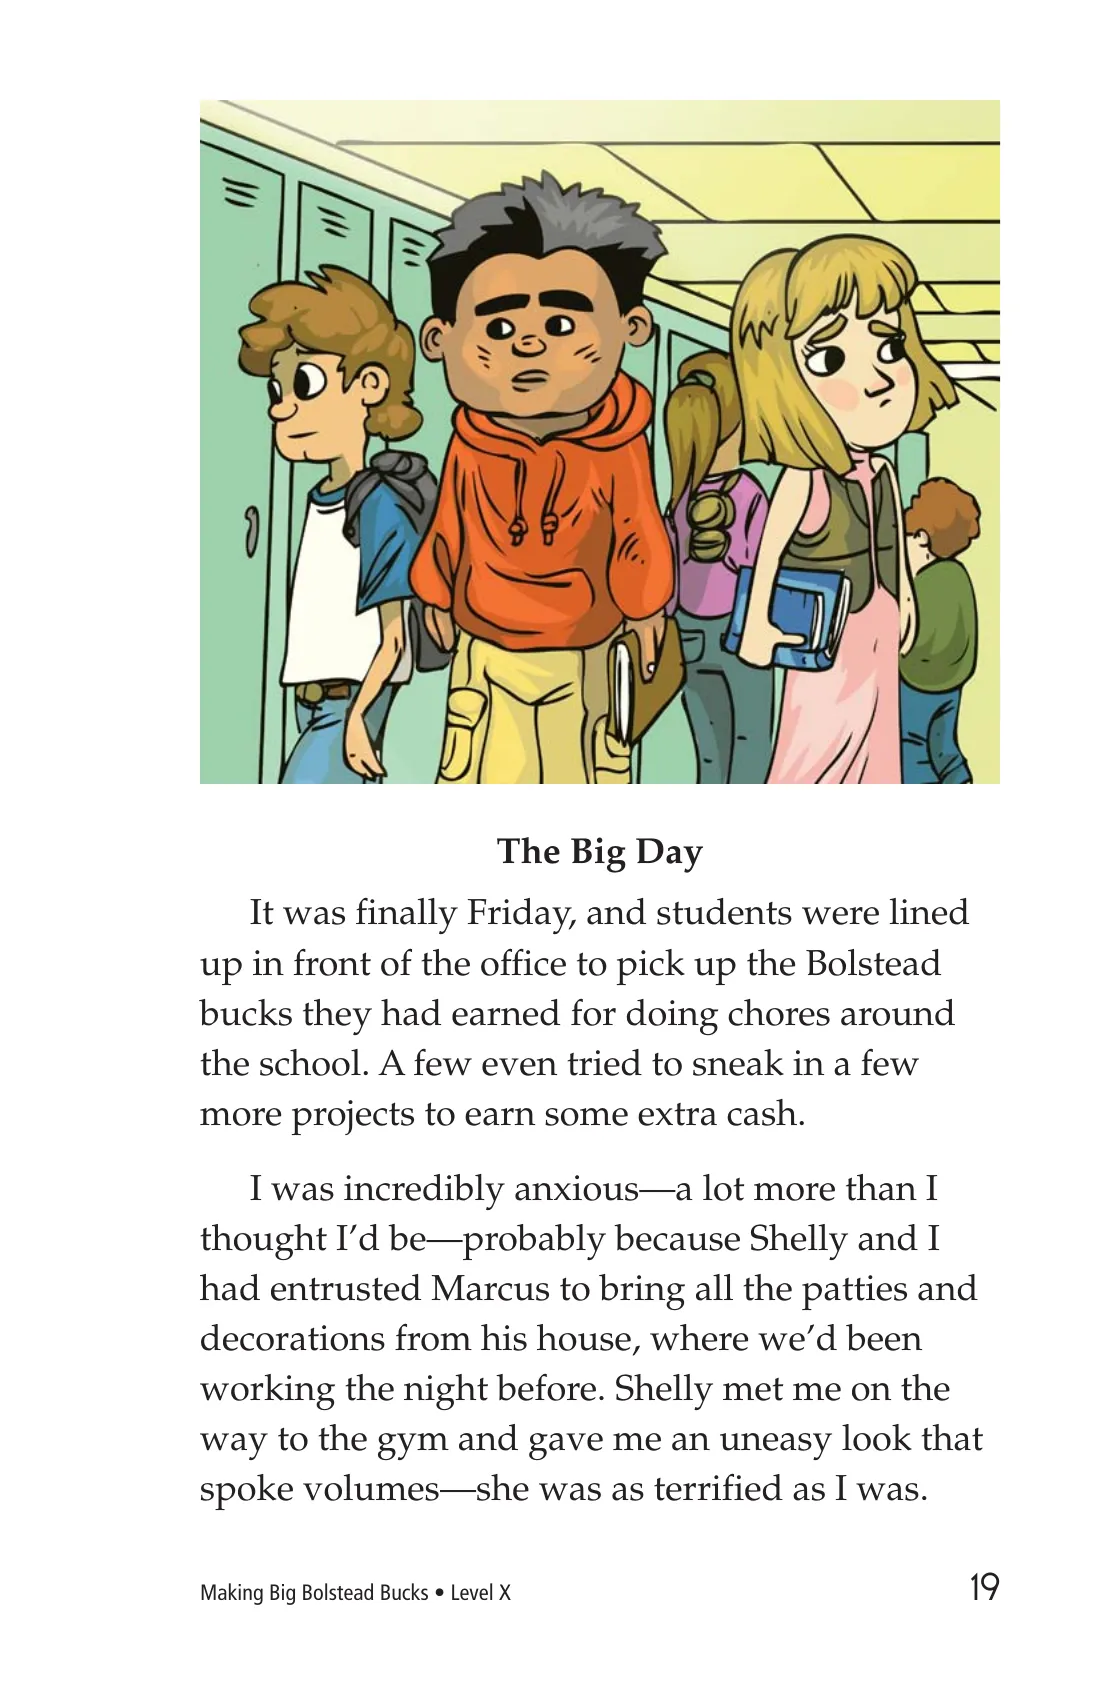 The Big Day
It was finally Friday, and students were lined
up in front of the office to pick up the Bolstead
bucks they had earned for doing chores around
the school. A few even tried to sneak in a few
more projects to earn some extra cash.
I was incredibly anxious—a lot more than I
thought I’d be—probably because Shelly and I
had entrusted Marcus to bring all the patties and
decorations from his house, where we’d been
working the night before. Shelly met me on the
way to the gym and gave me an uneasy look that
spoke volumes—she was as terrified as I was.
Making Big Bolstead Bucks • Level X 19